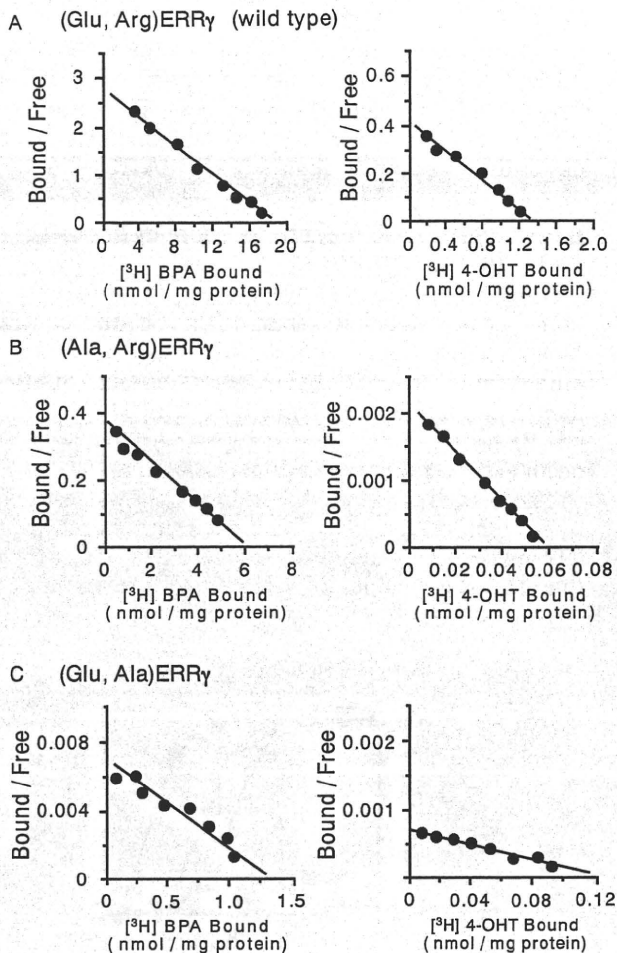 A (Glu, Arg)ERRγ (wild type)
Bound / Free
3
2
1
0
0 4 8 12 16 20
[³H] BPA Bound
(nmol / mg protein)
Bound / Free
0.6
0.4
0.2
0
0 0.4 0.8 1.2 1.6 2.0
[³H] 4-OHT Bound
(nmol / mg protein)
B (Ala, Arg)ERRγ
Bound / Free
0.4
0.2
0
0 2 4 6 8
[³H] BPA Bound
(nmol / mg protein)
Bound / Free
0.002
0.001
0
0 0.02 0.04 0.06 0.08
[³H] 4-OHT Bound
(nmol / mg protein)
C (Glu, Ala)ERRγ
Bound / Free
0.008
0.004
0
0 0.5 1.0 1.5
[³H] BPA Bound
(nmol / mg protein)
Bound / Free
0.002
0.001
0
0 0.04 0.08 0.12
[³H] 4-OHT Bound
(nmol / mg protein)